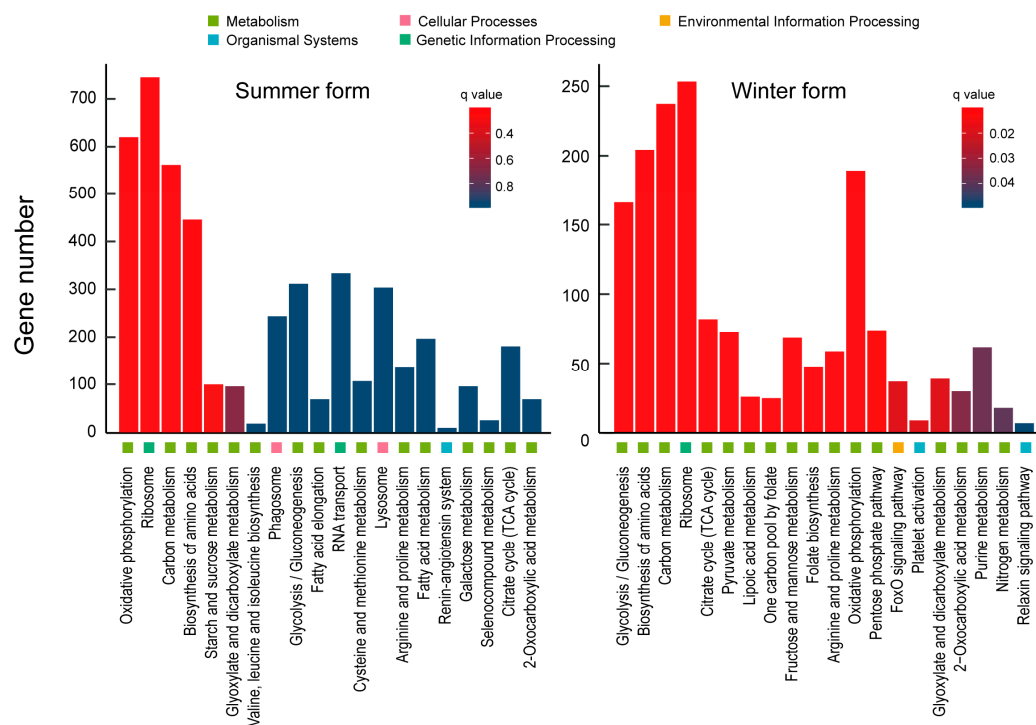 Metabolism
Cellular Processes
Environmental Information Processing
Organismal Systems
Genetic Information Processing
Gene number
Summer form
q value
0.4
0.6
0.8
700
600
500
400
300
200
100
0
Oxidative phosphorylation
Ribosome
Carbon metabolism
Biosynthesis of amino acids
Starch and sucrose metabolism
Glyoxylate and dicarboxylate metabolism
Valine, leucine and isoleucine biosynthesis
Phagosome
Glycolysis / Gluconeogenesis
Fatty acid elongation
RNA transport
Cysteine and methionine metabolism
Lysosome
Arginine and proline metabolism
Fatty acid metabolism
Renin-angiotensin system
Galactose metabolism
Selenocompound metabolism
Citrate cycle (TCA cycle)
2-Oxocarboxylic acid metabolism
Winter form
q value
0.02
0.03
0.04
250
200
150
100
50
0
Glycolysis / Gluconeogenesis
Biosynthesis of amino acids
Carbon metabolism
Ribosome
Citrate cycle (TCA cycle)
Pyruvate metabolism
Lipoic acid metabolism
One carbon pool by folate
Fructose and mannose metabolism
Folate biosynthesis
Arginine and proline metabolism
Oxidative phosphorylation
Pentose phosphate pathway
FoxO signaling pathway
Platelet activation
Glyoxylate and dicarboxylate metabolism
2−Oxocarboxylic acid metabolism
Purine metabolism
Nitrogen metabolism
Relaxin signaling pathway